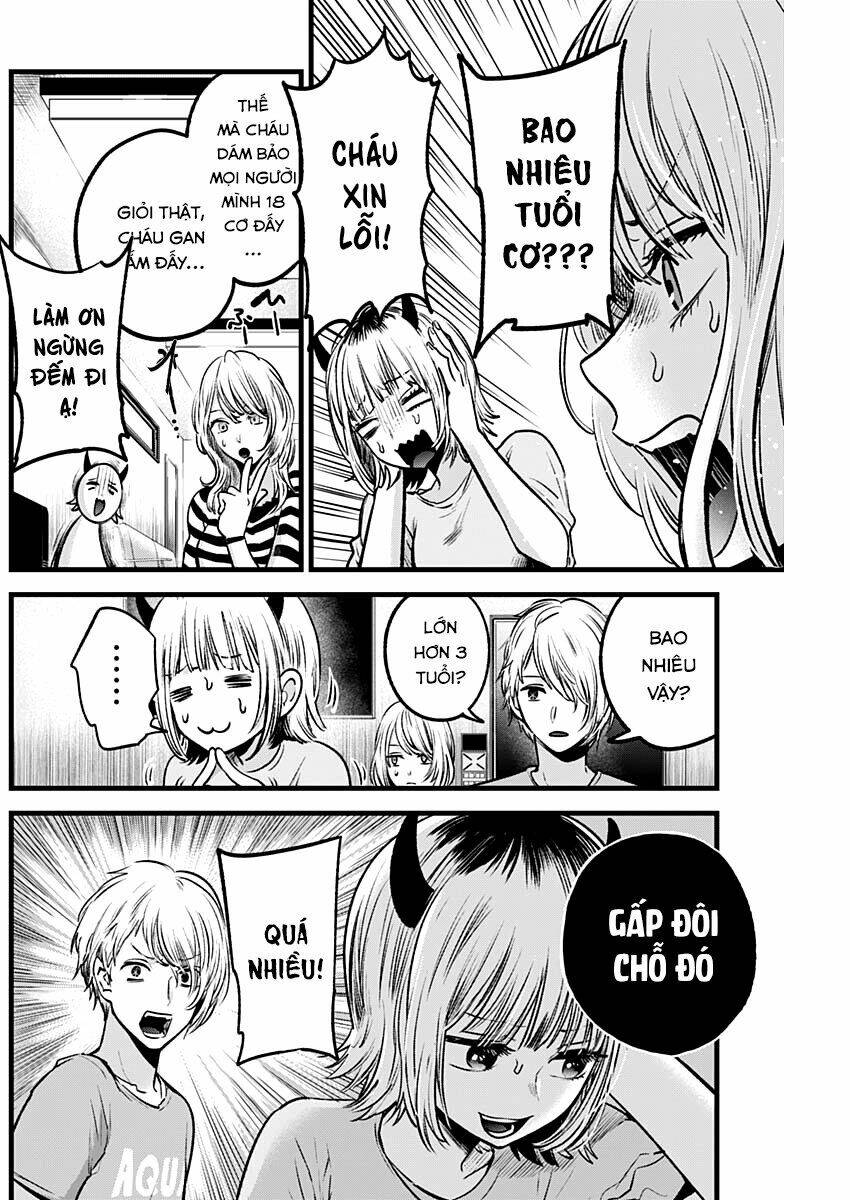 BAO
NHIÊU
TUỔI
CƠ???
CHÁU
XIN
LỖI!
THẾ
MÀ CHÁU
DÁM BẢO
MỌI NGƯỜI
MÌNH 18
CƠ ĐẤY
...
GIỎI THẬT,
CHÁU GAN
ĐẤY...
LÀM ƠN
NGỪNG
ĐẾM ĐI
Ạ!
BAO
NHIÊU
VẬY?
LỚN
HƠN 3
TUỔI?
......
GẤP ĐÔI
CHỖ ĐÓ
QUÁ
NHIỀU!
AQUA